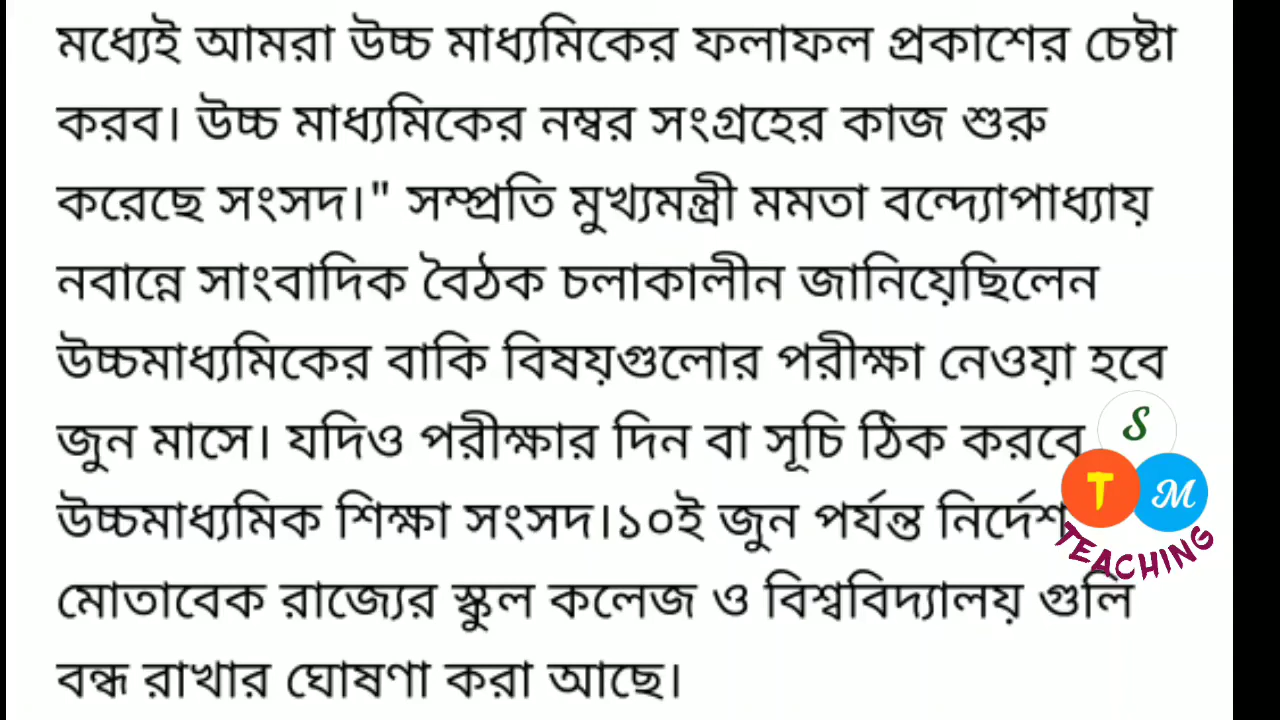 মধ্যেই আমরা উচ্চ মাধ্যমিকের ফলাফল প্রকাশের চেষ্টা
করব। উচ্চ মাধ্যমিকের নম্বর সংগ্রহের কাজ শুরু
করেছে সংসদ।" সম্প্রতি মুখ্যমন্ত্রী মমতা বন্দ্যোপাধ্যায়
নবান্নে সাংবাদিক বৈঠক চলাকালীন জানিয়েছিলেন
উচ্চমাধ্যমিকের বাকি বিষয়গুলোর পরীক্ষা নেওয়া হবে
জুন মাসে। যদিও পরীক্ষার দিন বা সূচি ঠিক করবে
উচ্চমাধ্যমিক শিক্ষা সংসদ।১০ই জুন পর্যন্ত নির্দেশ
মোতাবেক রাজ্যের স্কুল কলেজ ও বিশ্ববিদ্যালয় গুলি
বন্ধ রাখার ঘোষণা করা আছে।
S
T M
TEACHING